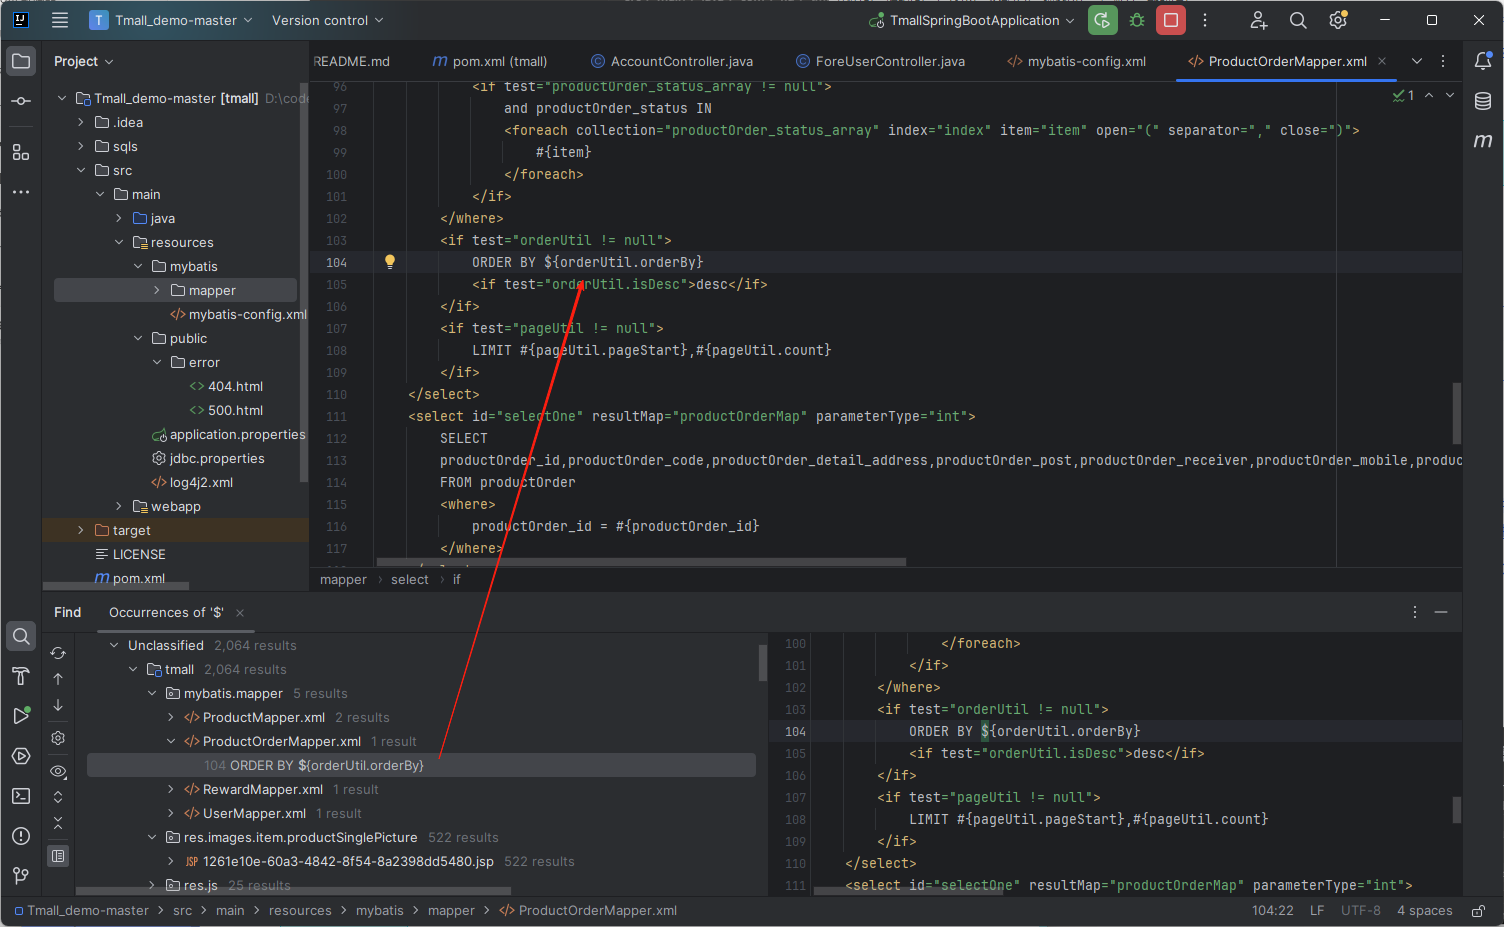 T Tmall_demo-master Version control TmallSpringBootApplication
Project
README.md pom.xml (tmall) AccountController.java ForeUserController.java mybatis-config.xml ProductOrderMapper.xml
Tmall_demo-master [tmall] D:\code
.idea
sqls
src
main
java
resources
mybatis
mapper
mybatis-config.xml
public
error
404.html
500.html
application.properties
jdbc.properties
log4j2.xml
webapp
target
LICENSE
pom.xml
1
96 <if test="productOrder_status_array != null">
97 and productOrder_status IN
98 <foreach collection="productOrder_status_array" index="index" item="item" open="(" separator="," close=")">
99 #{item}
100 </foreach>
101 </if>
102 </where>
103 <if test="orderUtil != null">
104 ORDER BY ${orderUtil.orderBy}
105 <if test="orderUtil.isDesc">desc</if>
106 </if>
107 <if test="pageUtil != null">
108 LIMIT #{pageUtil.pageStart},#{pageUtil.count}
109 </if>
110 </select>
111 <select id="selectOne" resultMap="productOrderMap" parameterType="int">
112 SELECT
113 productOrder_id,productOrder_code,productOrder_detail_address,productOrder_post,productOrder_receiver,productOrder_mobile,produc
114 FROM productOrder
115 <where>
116 productOrder_id = #{productOrder_id}
117 </where>
mapper › select › if
Find Occurrences of '$'
Unclassified 2,064 results
tmall 2,064 results
mybatis.mapper 5 results
ProductMapper.xml 2 results
ProductOrderMapper.xml 1 result
104 ORDER BY ${orderUtil.orderBy}
RewardMapper.xml 1 result
UserMapper.xml 1 result
res.images.item.productSinglePicture 522 results
JSP 1261e10e-60a3-4842-8f54-8a2398dd5480.jsp 522 results
res.js 25 results
100 </foreach>
101 </if>
102 </where>
103 <if test="orderUtil != null">
104 ORDER BY ${orderUtil.orderBy}
105 <if test="orderUtil.isDesc">desc</if>
106 </if>
107 <if test="pageUtil != null">
108 LIMIT #{pageUtil.pageStart},#{pageUtil.count}
109 </if>
110 </select>
111 <select id="selectOne" resultMap="productOrderMap" parameterType="int">
Tmall_demo-master › src › main › resources › mybatis › mapper › ProductOrderMapper.xml 104:22 LF UTF-8 4 spaces